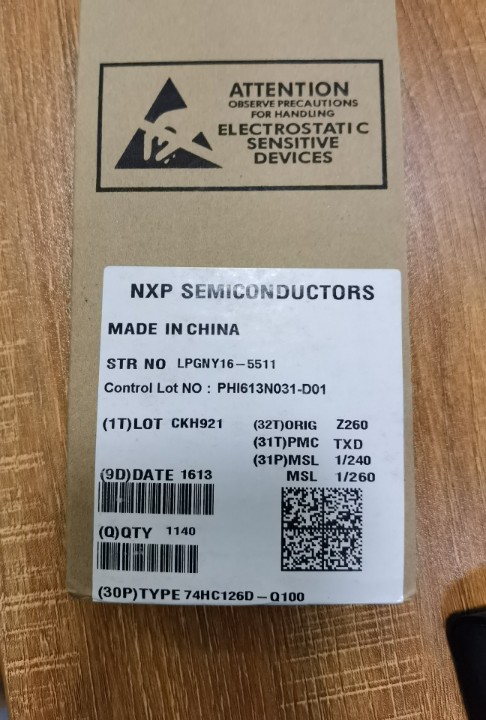 ATTENTION
OBSERVE PRECAUTIONS
FOR HANDLING
ELECTROSTATIC
SENSITIVE
DEVICES
NXP SEMICONDUCTORS
MADE IN CHINA
STR NO LPGNY16-5511
Control Lot NO : PHI613N031-D01
(1T)LOT CKH921 (32T)ORIG Z260
(31T)PMC TXD
(31P)MSL 1/240
(9D)DATE 1613 MSL 1/260
(Q)QTY 1140
(30P)TYPE 74HC126D-Q100